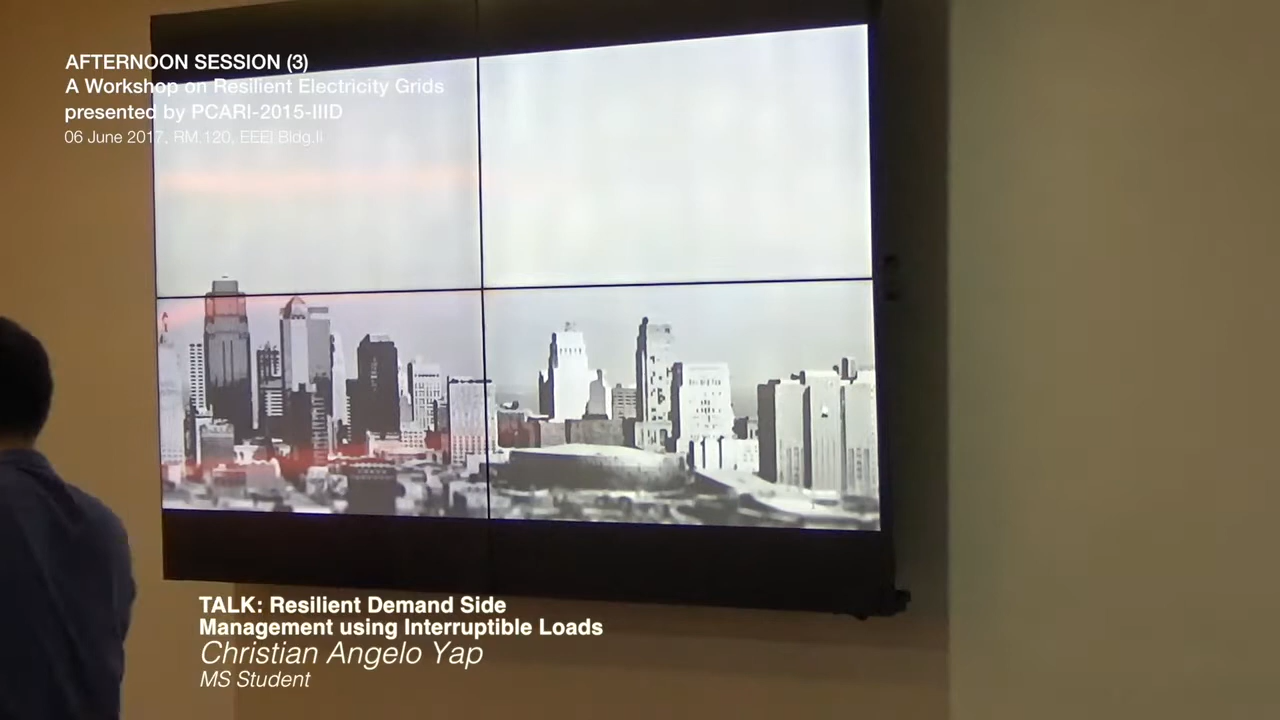 AFTERNOON SESSION (3)
A Workshop on Resilient Electricity Grids
presented by PCARI-2015-IIID
06 June 2017, RM.120, EEEI Bldg.Ii
TALK: Resilient Demand Side
Management using Interruptible Loads
Christian Angelo Yap
MS Student